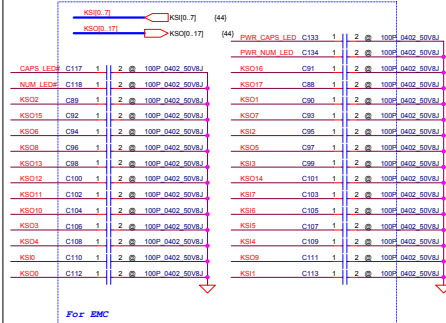 KSI[0..7] KSI[0..7] {44}
KSO[0..17] KSO[0..17] {44}
PWR_CAPS_LED C133 1 2 @ 100P_0402_50V8J
PWR_NUM_LED C134 1 2 @ 100P_0402_50V8J
CAPS_LED# C117 1 2 @ 100P_0402_50V8J KSO16 C91 1 2 @ 100P_0402_50V8J
NUM_LED# C118 1 2 @ 100P_0402_50V8J KSO17 C88 1 2 @ 100P_0402_50V8J
KSO2 C89 1 2 @ 100P_0402_50V8J KSO1 C90 1 2 @ 100P_0402_50V8J
KSO15 C92 1 2 @ 100P_0402_50V8J KSO7 C93 1 2 @ 100P_0402_50V8J
KSO6 C94 1 2 @ 100P_0402_50V8J KSI2 C95 1 2 @ 100P_0402_50V8J
KSO8 C96 1 2 @ 100P_0402_50V8J KSO5 C97 1 2 @ 100P_0402_50V8J
KSO13 C98 1 2 @ 100P_0402_50V8J KSI3 C99 1 2 @ 100P_0402_50V8J
KSO12 C100 1 2 @ 100P_0402_50V8J KSO14 C101 1 2 @ 100P_0402_50V8J
KSO11 C102 1 2 @ 100P_0402_50V8J KSI7 C103 1 2 @ 100P_0402_50V8J
KSO10 C104 1 2 @ 100P_0402_50V8J KSI6 C105 1 2 @ 100P_0402_50V8J
KSO3 C106 1 2 @ 100P_0402_50V8J KSI5 C107 1 2 @ 100P_0402_50V8J
KSO4 C108 1 2 @ 100P_0402_50V8J KSI4 C109 1 2 @ 100P_0402_50V8J
KSI0 C110 1 2 @ 100P_0402_50V8J KSO9 C111 1 2 @ 100P_0402_50V8J
KSO0 C112 1 2 @ 100P_0402_50V8J KSI1 C113 1 2 @ 100P_0402_50V8J
For EMC